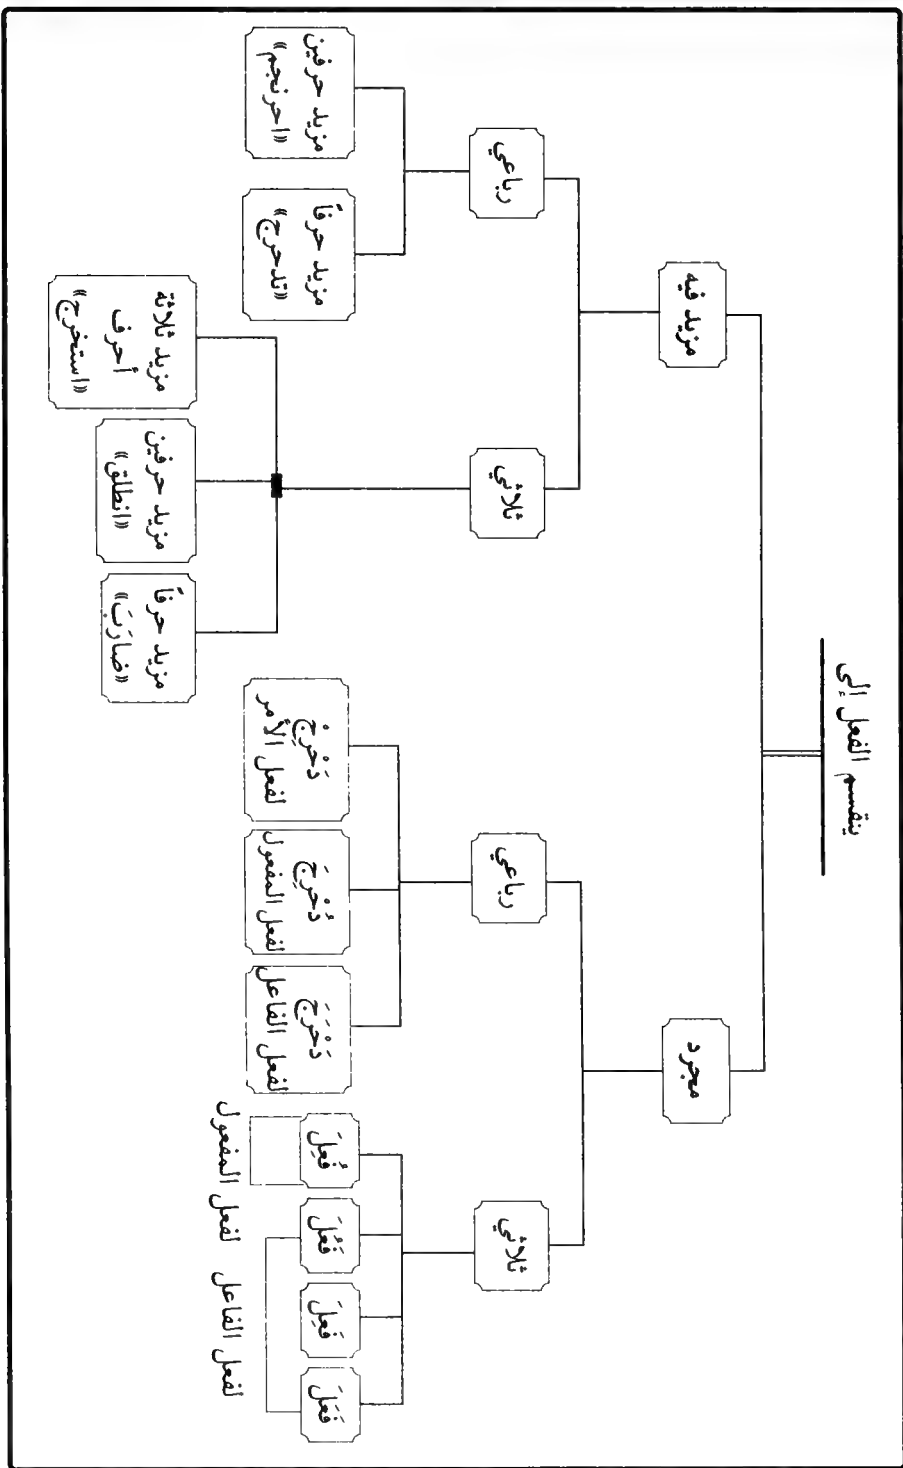 ينقسم الفعل إلى
مجرد
مزيد فيه
ثلاثي
رباعي
ثلاثي
رباعي
فَعَلَ
فَعِلَ
فَعُلَ
فُعِلَ
لفعل الفاعل
لفعل المفعول
دَحْرَجَ
لفعل الفاعل
دُحْرِجَ
لفعل المفعول
دَحْرِجْ
لفعل الأمر
مزيد حرفاً
«ضارَبَ»
مزيد حرفين
«انطلق»
مزيد ثلاثة
أحرف
«استخرج»
مزيد حرفاً
«تدحرج»
مزيد حرفين
«احرنجم»